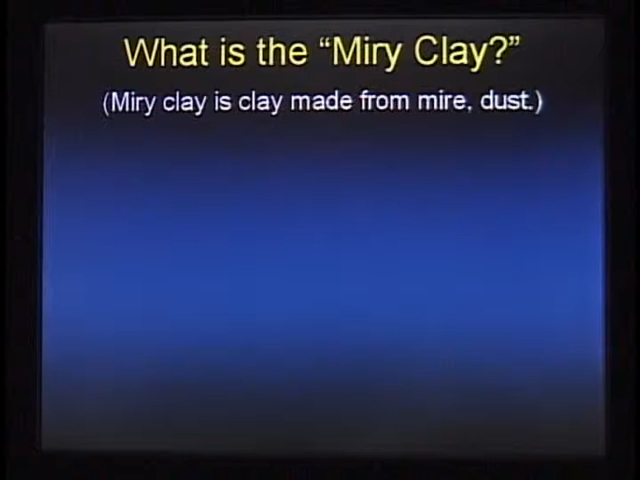 What is the “Miry Clay?”
(Miry clay is clay made from mire, dust.)